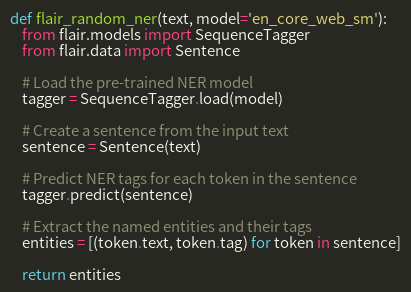 def flair_random_ner(text, model='en_core_web_sm'):
from flair.models import SequenceTagger
from flair.data import Sentence
# Load the pre-trained NER model
tagger = SequenceTagger.load(model)
# Create a sentence from the input text
sentence = Sentence(text)
# Predict NER tags for each token in the sentence
tagger.predict(sentence)
# Extract the named entities and their tags
entities = [(token.text, token.tag) for token in sentence]
return entities